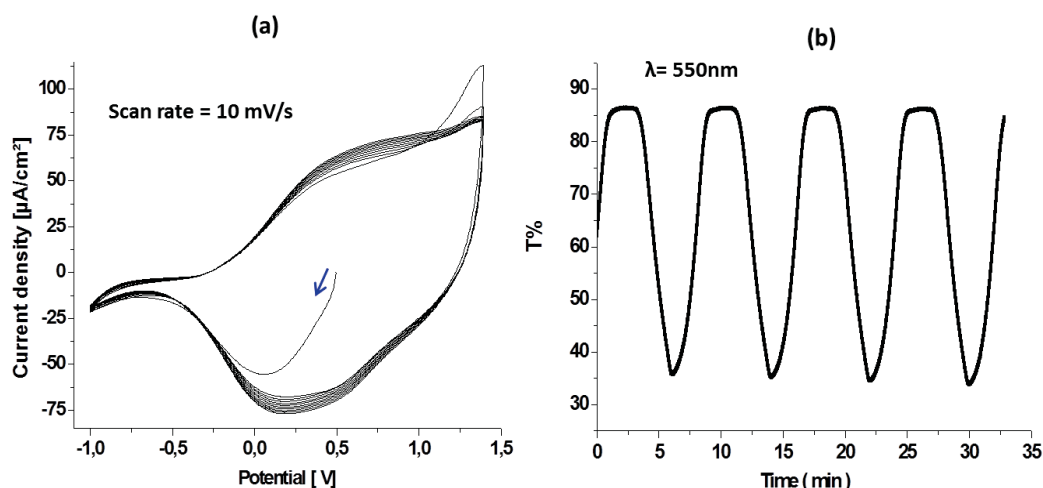 (a)
Scan rate = 10 mV/s
100
75
50
25
0
-25
-50
-75
Current density [µA/cm²]
-1,0 -0,5 0,0 0,5 1,0 1,5
Potential [ V]
(b)
λ= 550nm
90
80
70
60
50
40
30
T%
0 5 10 15 20 25 30 35
Time ( min )